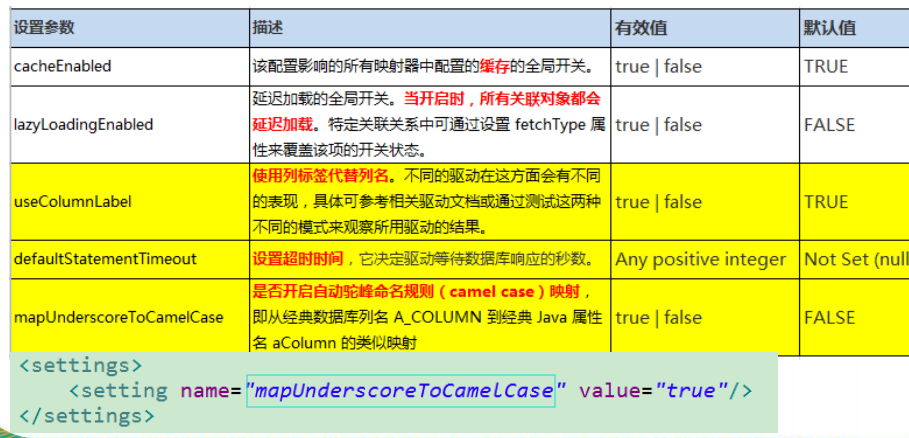 设置参数 描述 有效值 默认值
cacheEnabled 该配置影响的所有映射器中配置的缓存的全局开关。 true | false TRUE
延迟加载的全局开关。当开启时，所有关联对象都会
lazyLoadingEnabled 延迟加载。特定关联关系中可通过设置 fetchType 属 true | false FALSE
性来覆盖该项的开关状态。
使用列标签代替列名。不同的驱动在这方面会有不同
useColumnLabel 的表现，具体可参考相关驱动文档或通过测试这两种 true | false TRUE
不同的模式来观察所用驱动的结果。
defaultStatementTimeout 设置超时时间，它决定驱动等待数据库响应的秒数。 Any positive integer Not Set (null
是否开启自动驼峰命名规则（camel case）映射，
mapUnderscoreToCamelCase 即从经典数据库列名 A_COLUMN 到经典 Java 属性 true | false FALSE
名 aColumn 的类似映射
<settings>
<setting name="mapUnderscoreToCamelCase" value="true"/>
</settings>